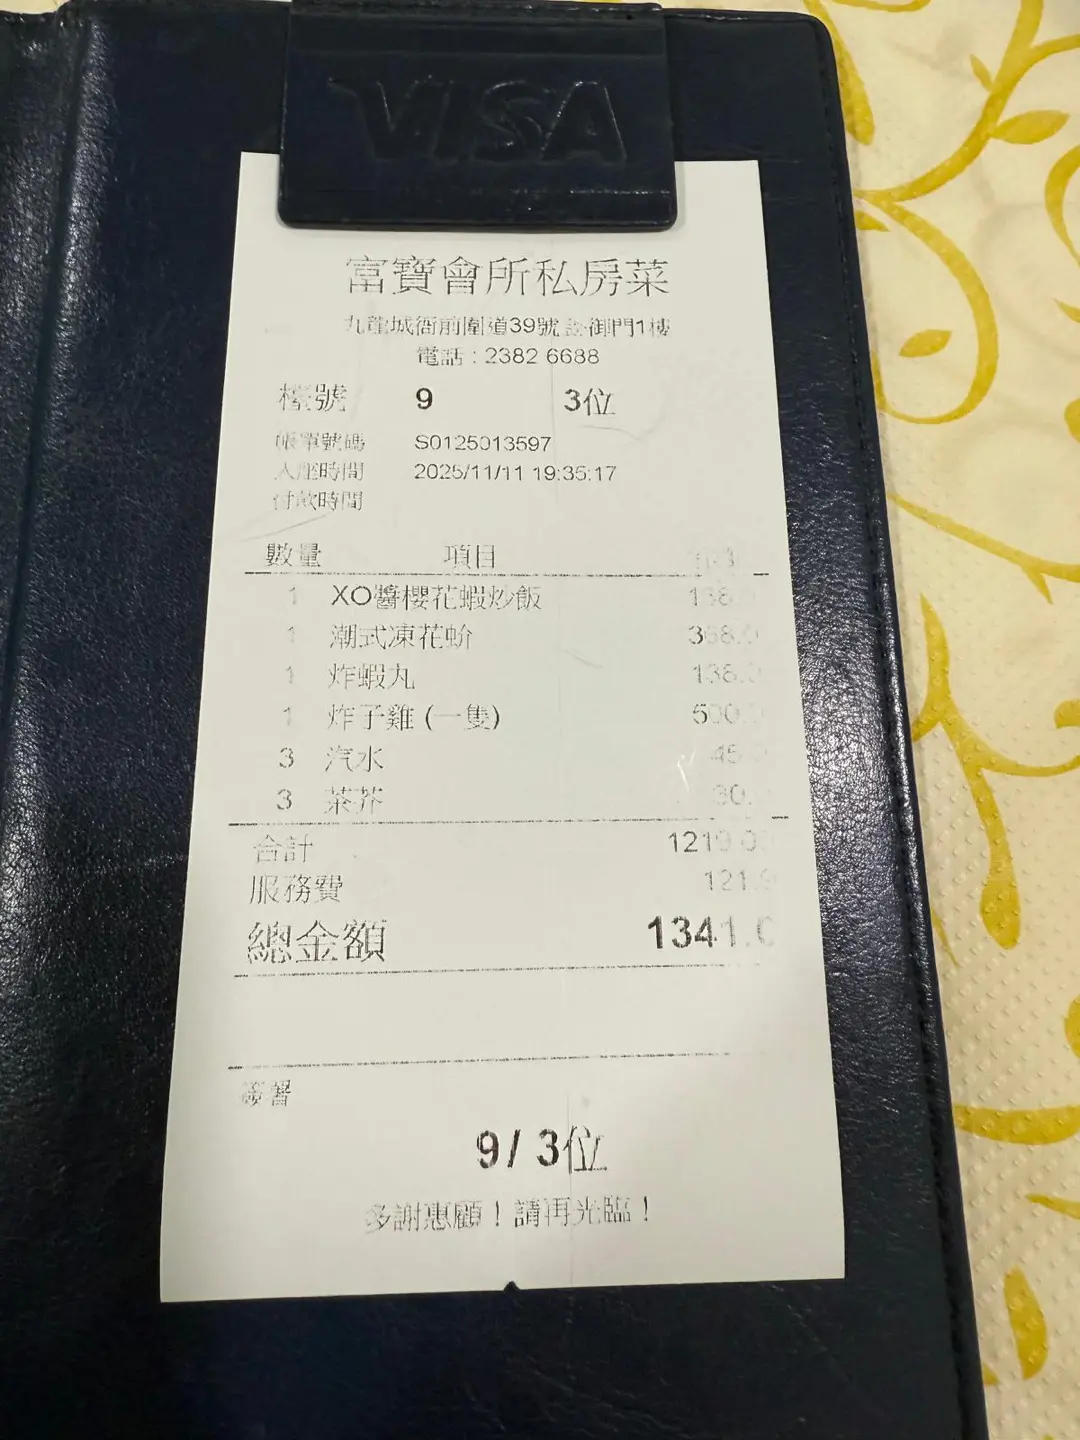 VISA
富寶會所私房菜
九龍城衙前圍道39號 御門1樓
電話：2382 6688
檯號 9 3位
帳單號碼 S0125013597
入座時間 2025/11/11 19:35:17
付款時間
數量 項目
1 XO醬櫻花蝦炒飯 138.0
1 潮式凍花蚧 368.0
1 炸蝦丸 138.0
1 炸子雞 (一隻) 500.
3 汽水 45.
3 茶芥 30.
合計 1219.0
服務費 121.9
總金額 1341.0
簽署
9 / 3位
多謝惠顧！請再光臨！